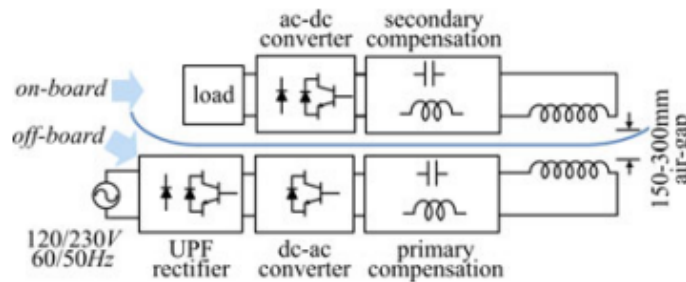 ac-dc
converter
secondary
compensation
on-board
load
off-board
150-300mm
air-gap
120/230V
60/50Hz
UPF
rectifier
dc-ac
converter
primary
compensation